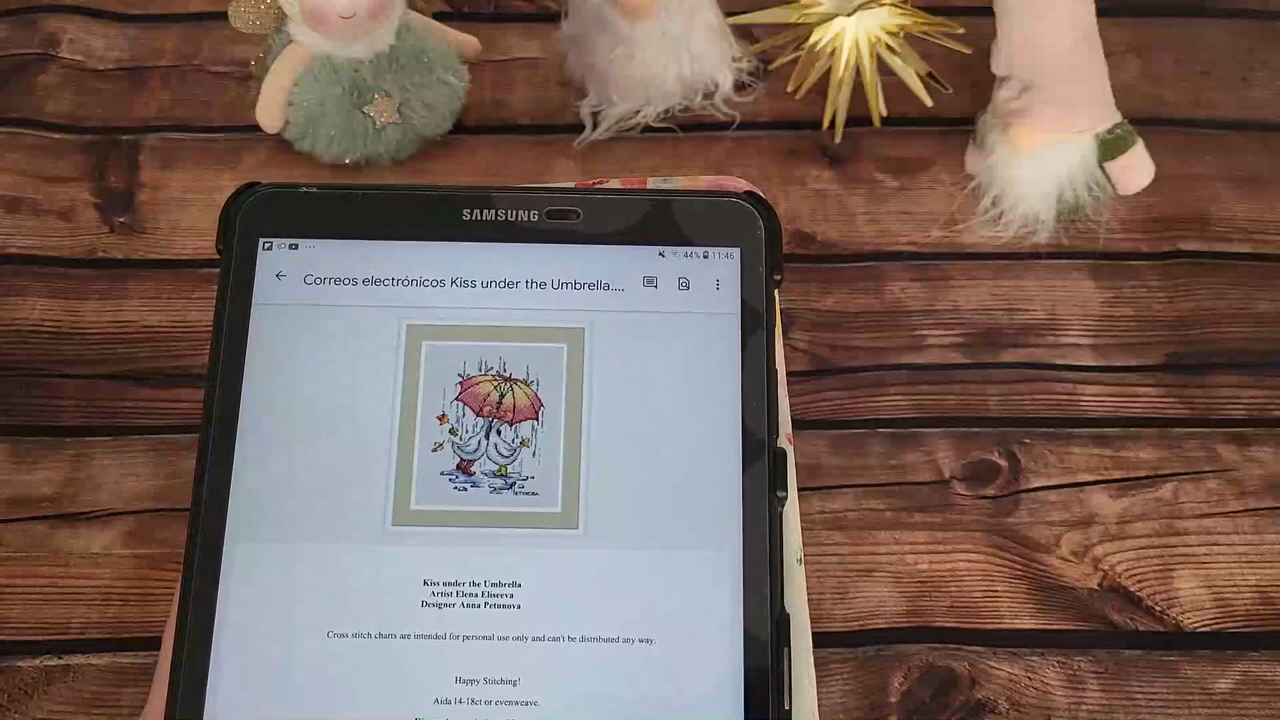 SAMSUNG
44% 11:46
Correos electrónicos Kiss under the Umbrella....
Kiss under the Umbrella
Artist Elena Eliseeva
Designer Anna Petunova
Cross stitch charts are intended for personal use only and can't be distributed any way.
Happy Stitching!
Aida 14-18ct or evenweave.